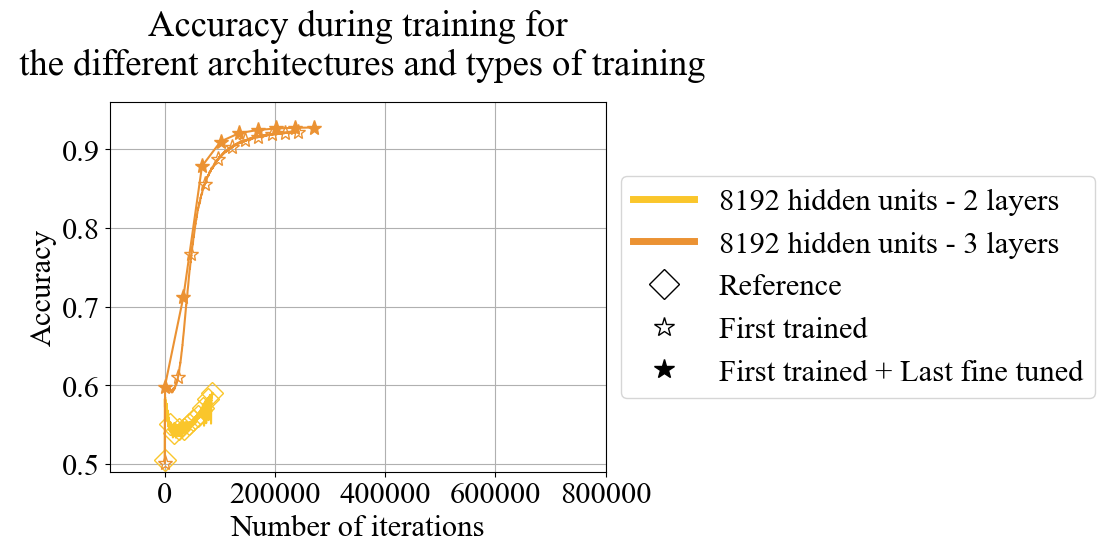 Accuracy during training for
the different architectures and types of training
Accuracy
0.9
0.8
0.7
0.6
0.5
0
200000
400000
600000
800000
Number of iterations
8192 hidden units - 2 layers
8192 hidden units - 3 layers
Reference
First trained
First trained + Last fine tuned